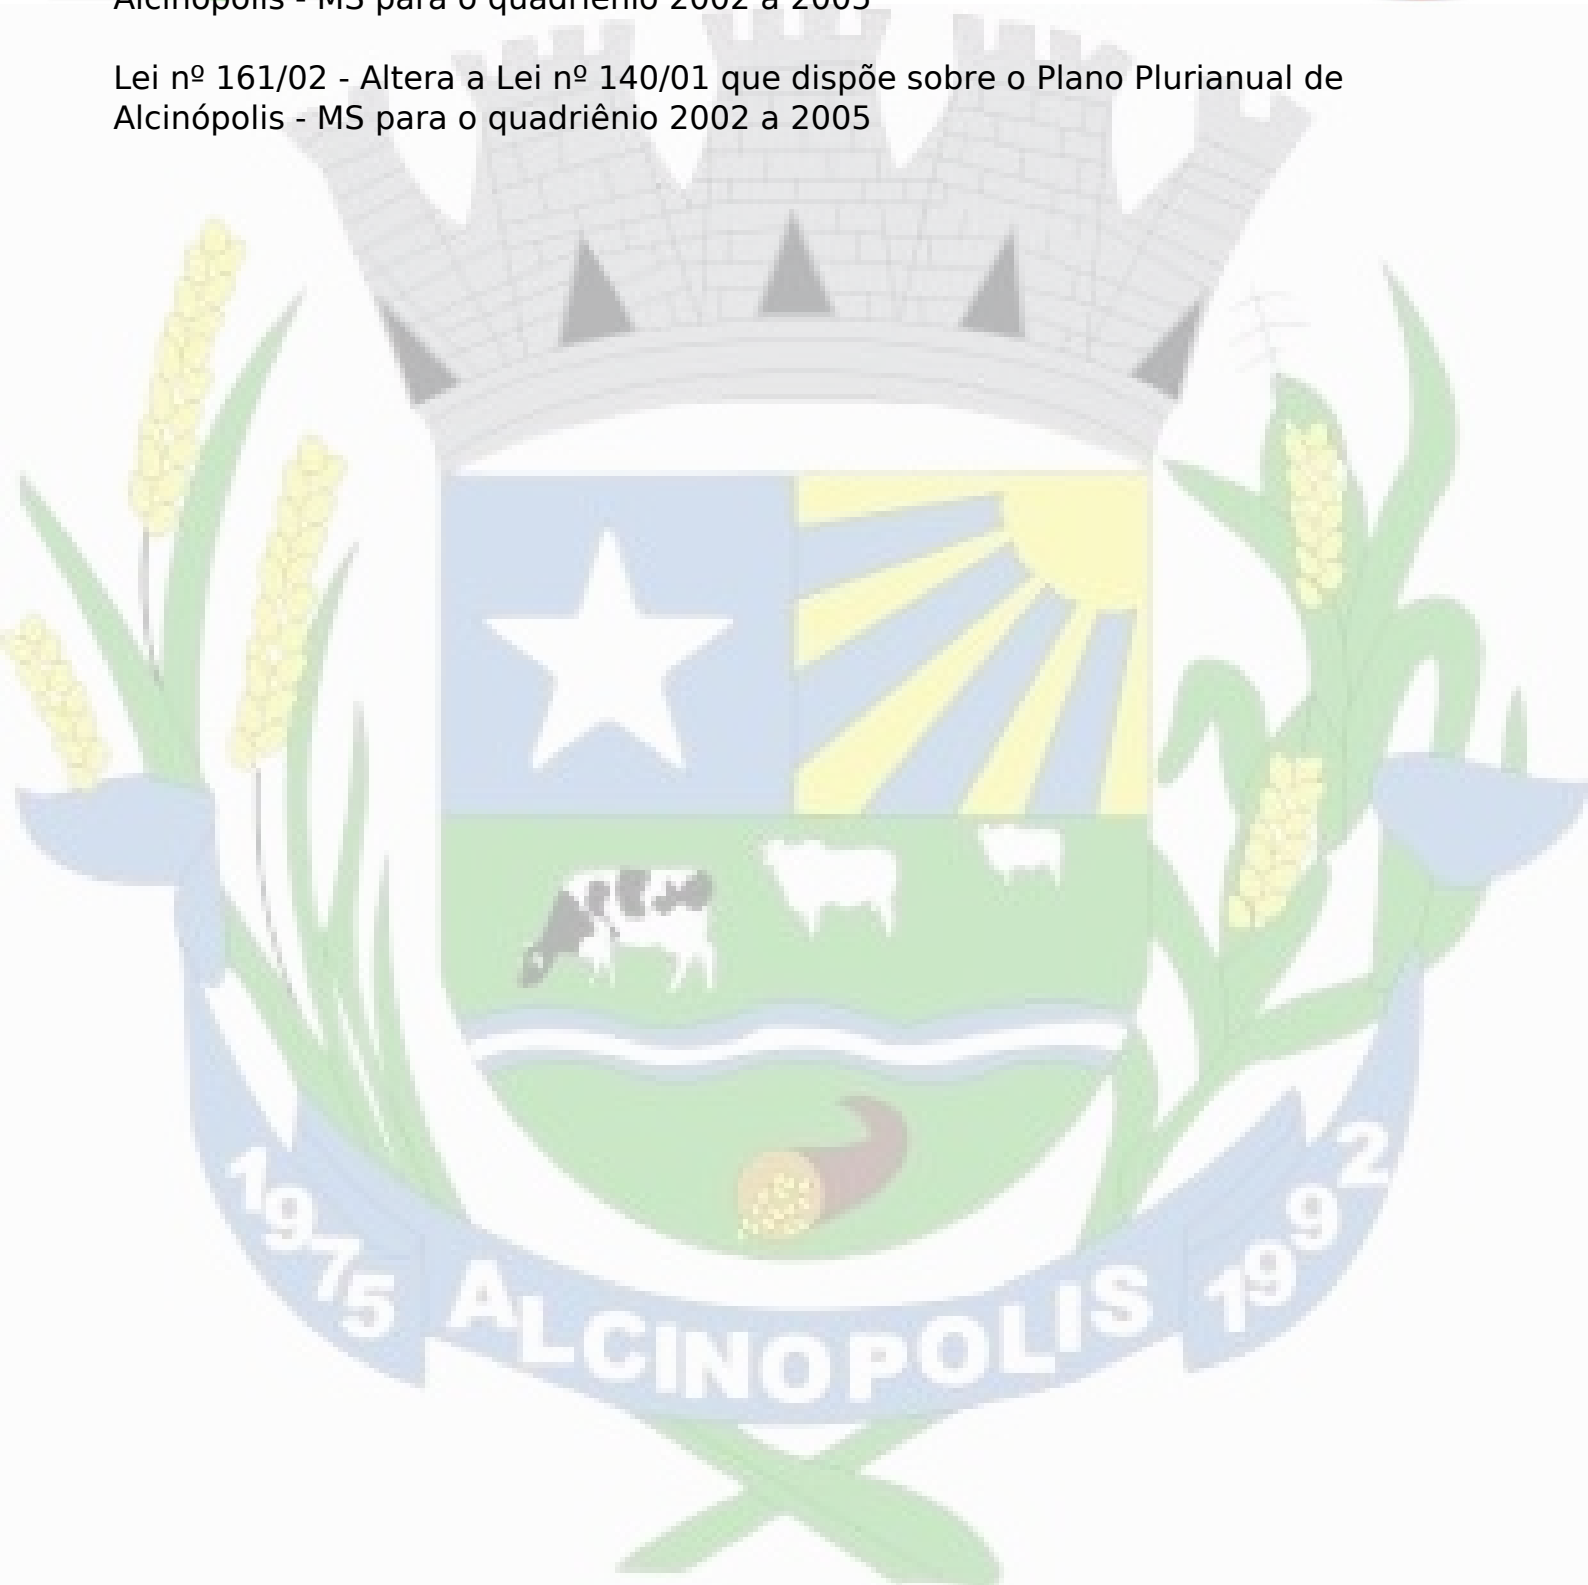 Alcinópolis - MS para o quadriênio 2002 a 2005
Lei nº 161/02 - Altera a Lei nº 140/01 que dispõe sobre o Plano Plurianual de
Alcinópolis - MS para o quadriênio 2002 a 2005
1975 ALCINOPOLIS 1992